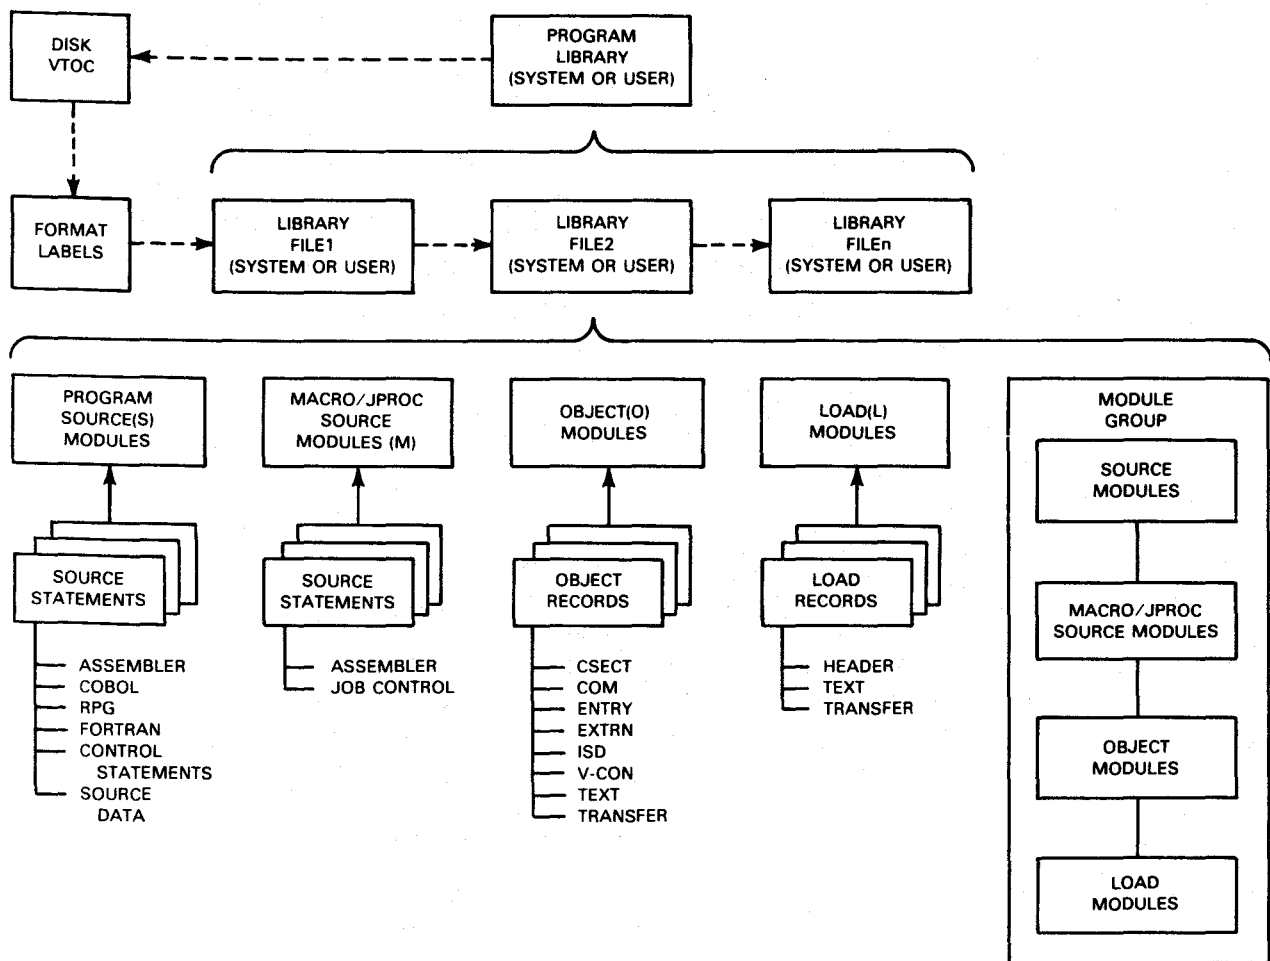 DISK
VTOC
PROGRAM
LIBRARY
(SYSTEM OR USER)
FORMAT
LABELS
LIBRARY
FILE1
(SYSTEM OR USER)
LIBRARY
FILE2
(SYSTEM OR USER)
LIBRARY
FILEn
(SYSTEM OR USER)
PROGRAM
SOURCE(S)
MODULES
MACRO/JPROC
SOURCE
MODULES (M)
OBJECT(O)
MODULES
LOAD(L)
MODULES
MODULE
GROUP
SOURCE
STATEMENTS
ASSEMBLER
COBOL
RPG
FORTRAN
CONTROL
STATEMENTS
SOURCE
DATA
SOURCE
STATEMENTS
ASSEMBLER
JOB CONTROL
OBJECT
RECORDS
CSECT
COM
ENTRY
EXTRN
ISD
V-CON
TEXT
TRANSFER
LOAD
RECORDS
HEADER
TEXT
TRANSFER
SOURCE
MODULES
MACRO/JPROC
SOURCE MODULES
OBJECT
MODULES
LOAD
MODULES